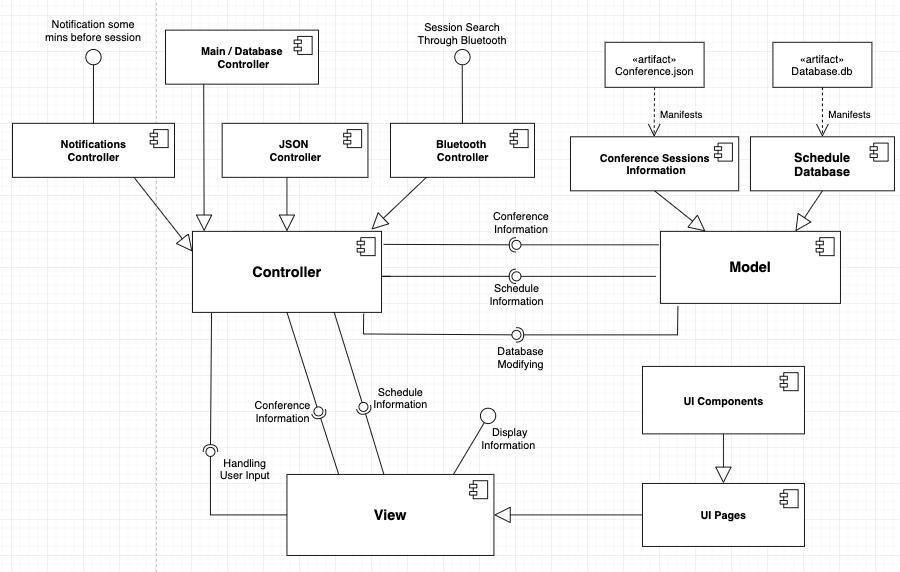 Notification some
mins before session
Main / Database
Controller
Session Search
Through Bluetooth
«artifact»
Conference.json
«artifact»
Database.db
Manifests
Manifests
Notifications
Controller
JSON
Controller
Bluetooth
Controller
Conference Sessions
Information
Schedule
Database
Conference
Information
Controller
Model
Schedule
Information
Database
Modifying
Conference
Information
Schedule
Information
Display
Information
UI Components
Handling
User Input
View
UI Pages